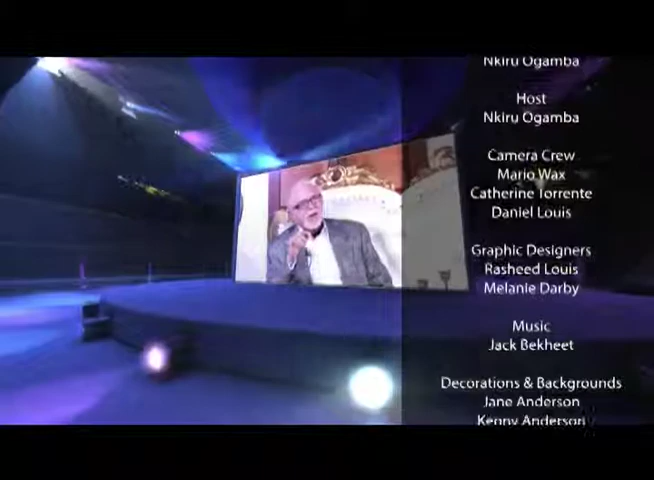 Nkiru Ogamba
Host
Nkiru Ogamba
Camera Crew
Mario Wax
Catherine Torrente
Daniel Louis
Graphic Designers
Rasheed Louis
Melanie Darby
Music
Jack Bekheet
Decorations & Backgrounds
Jane Anderson
Kenny Anderson